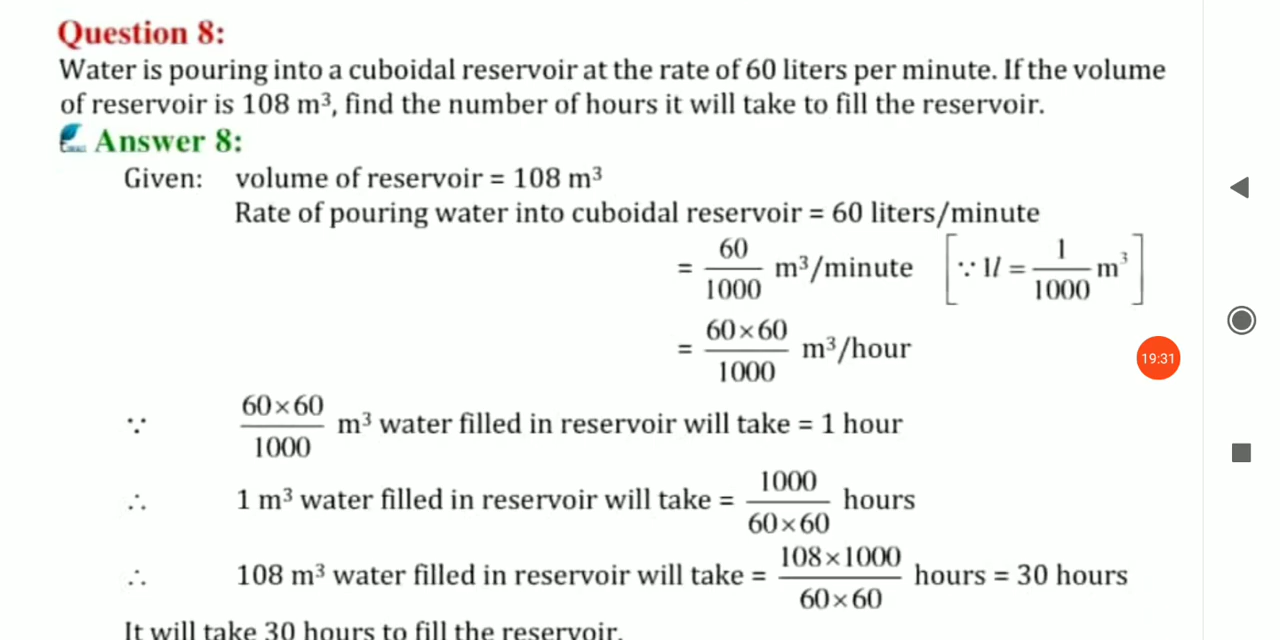 Question 8:
Water is pouring into a cuboidal reservoir at the rate of 60 liters per minute. If the volume
of reservoir is 108 m³, find the number of hours it will take to fill the reservoir.
Answer 8:
Given: volume of reservoir = 108 m³
Rate of pouring water into cuboidal reservoir = 60 liters/minute
= 60/1000 m³/minute [∵ 1l = 1/1000 m³]
= 60×60/1000 m³/hour
19:31
∵ 60×60/1000 m³ water filled in reservoir will take = 1 hour
∴ 1 m³ water filled in reservoir will take = 1000/60×60 hours
∴ 108 m³ water filled in reservoir will take = 108×1000/60×60 hours = 30 hours
It will take 30 hours to fill the reservoir.